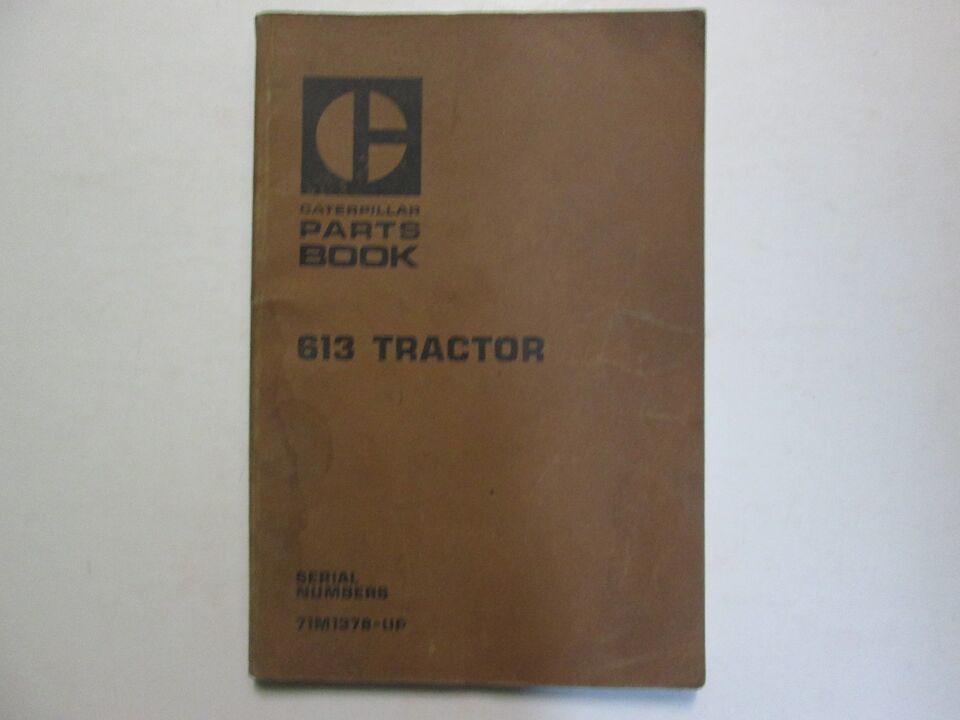 CATERPILLAR
PARTS
BOOK
613 TRACTOR
SERIAL
NUMBERS
71M1378-UP